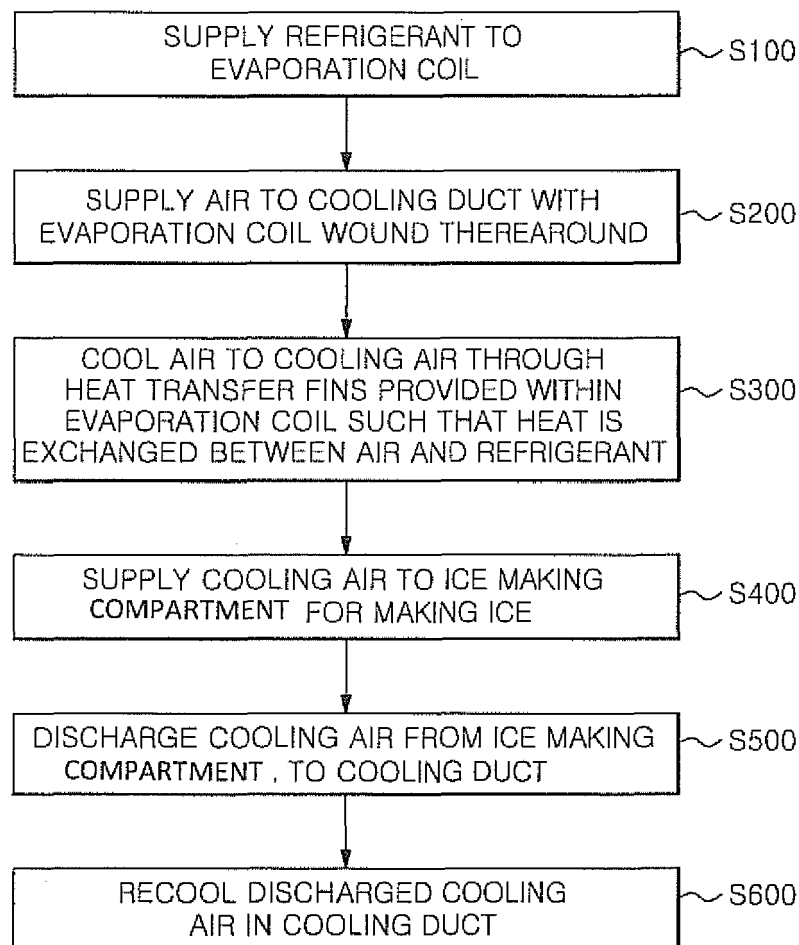 SUPPLY REFRIGERANT TO
EVAPORATION COIL
S100
SUPPLY AIR TO COOLING DUCT WITH
EVAPORATION COIL WOUND THEREAROUND
S200
COOL AIR TO COOLING AIR THROUGH
HEAT TRANSFER FINS PROVIDED WITHIN
EVAPORATION COIL SUCH THAT HEAT IS
EXCHANGED BETWEEN AIR AND REFRIGERANT
S300
SUPPLY COOLING AIR TO ICE MAKING
COMPARTMENT FOR MAKING ICE
S400
DISCHARGE COOLING AIR FROM ICE MAKING
COMPARTMENT . TO COOLING DUCT
S500
RECOOL DISCHARGED COOLING
AIR IN COOLING DUCT
S600